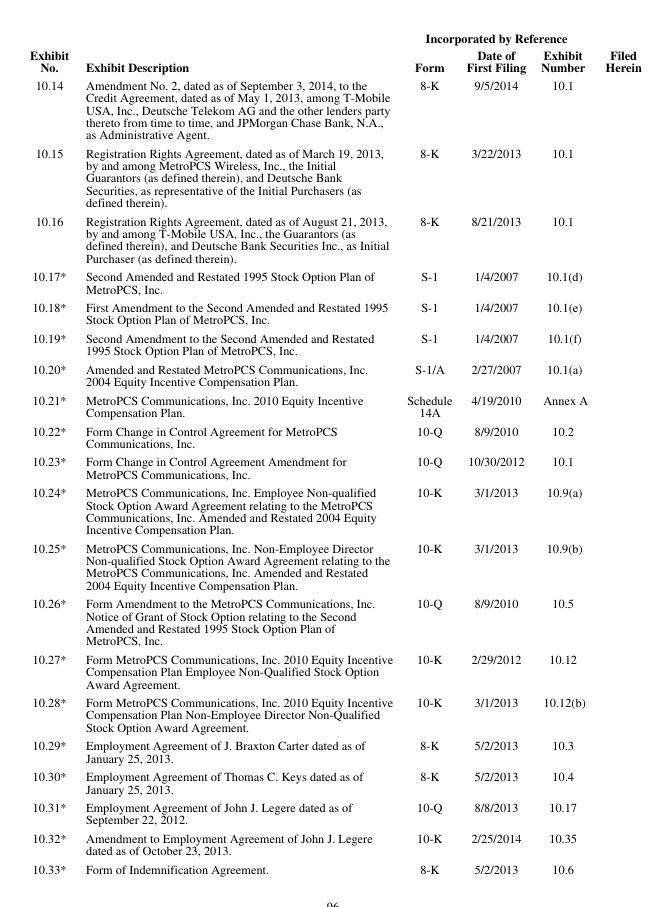 Incorporated by Reference
Exhibit No. Exhibit Description Form Date of First Filing Exhibit Number Filed Herein
10.14 Amendment No. 2, dated as of September 3, 2014, to the 8-K 9/5/2014 10.1
Credit Agreement, dated as of May 1, 2013, among T-Mobile
USA, Inc., Deutsche Telekom AG and the other lenders party
thereto from time to time, and JPMorgan Chase Bank, N.A.,
as Administrative Agent.
10.15 Registration Rights Agreement, dated as of March 19, 2013, 8-K 3/22/2013 10.1
by and among MetroPCS Wireless, Inc., the Initial
Guarantors (as defined therein), and Deutsche Bank
Securities, as representative of the Initial Purchasers (as
defined therein).
10.16 Registration Rights Agreement, dated as of August 21, 2013, 8-K 8/21/2013 10.1
by and among T-Mobile USA, Inc., the Guarantors (as
defined therein), and Deutsche Bank Securities Inc., as Initial
Purchaser (as defined therein).
10.17* Second Amended and Restated 1995 Stock Option Plan of S-1 1/4/2007 10.1(d)
MetroPCS, Inc.
10.18* First Amendment to the Second Amended and Restated 1995 S-1 1/4/2007 10.1(e)
Stock Option Plan of MetroPCS, Inc.
10.19* Second Amendment to the Second Amended and Restated S-1 1/4/2007 10.1(f)
1995 Stock Option Plan of MetroPCS, Inc.
10.20* Amended and Restated MetroPCS Communications, Inc. S-1/A 2/27/2007 10.1(a)
2004 Equity Incentive Compensation Plan.
10.21* MetroPCS Communications, Inc. 2010 Equity Incentive Schedule 4/19/2010 Annex A
Compensation Plan. 14A
10.22* Form Change in Control Agreement for MetroPCS 10-Q 8/9/2010 10.2
Communications, Inc.
10.23* Form Change in Control Agreement Amendment for 10-Q 10/30/2012 10.1
MetroPCS Communications, Inc.
10.24* MetroPCS Communications, Inc. Employee Non-qualified 10-K 3/1/2013 10.9(a)
Stock Option Award Agreement relating to the MetroPCS
Communications, Inc. Amended and Restated 2004 Equity
Incentive Compensation Plan.
10.25* MetroPCS Communications, Inc. Non-Employee Director 10-K 3/1/2013 10.9(b)
Non-qualified Stock Option Award Agreement relating to the
MetroPCS Communications, Inc. Amended and Restated
2004 Equity Incentive Compensation Plan.
10.26* Form Amendment to the MetroPCS Communications, Inc. 10-Q 8/9/2010 10.5
Notice of Grant of Stock Option relating to the Second
Amended and Restated 1995 Stock Option Plan of
MetroPCS, Inc.
10.27* Form MetroPCS Communications, Inc. 2010 Equity Incentive 10-K 2/29/2012 10.12
Compensation Plan Employee Non-Qualified Stock Option
Award Agreement.
10.28* Form MetroPCS Communications, Inc. 2010 Equity Incentive 10-K 3/1/2013 10.12(b)
Compensation Plan Non-Employee Director Non-Qualified
Stock Option Award Agreement.
10.29* Employment Agreement of J. Braxton Carter dated as of 8-K 5/2/2013 10.3
January 25, 2013.
10.30* Employment Agreement of Thomas C. Keys dated as of 8-K 5/2/2013 10.4
January 25, 2013.
10.31* Employment Agreement of John J. Legere dated as of 10-Q 8/8/2013 10.17
September 22, 2012.
10.32* Amendment to Employment Agreement of John J. Legere 10-K 2/25/2014 10.35
dated as of October 23, 2013.
10.33* Form of Indemnification Agreement. 8-K 5/2/2013 10.6